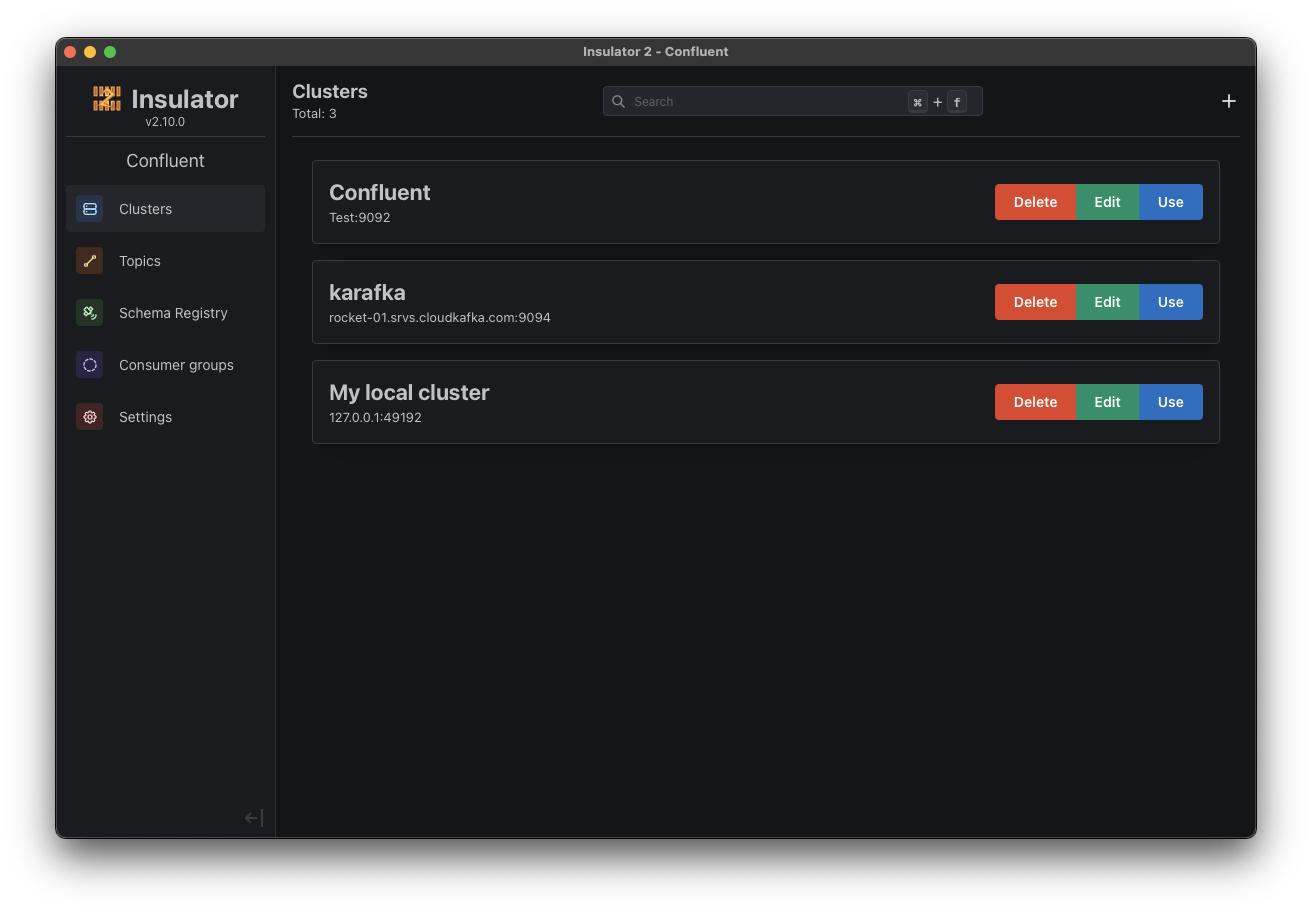 Insulator 2 - Confluent
Insulator
v2.10.0
Confluent
Clusters
Topics
Schema Registry
Consumer groups
Settings
Clusters
Total: 3
Search
⌘ + f
Confluent
Test:9092
Delete Edit Use
karafka
rocket-01.srvs.cloudkafka.com:9094
Delete Edit Use
My local cluster
127.0.0.1:49192
Delete Edit Use